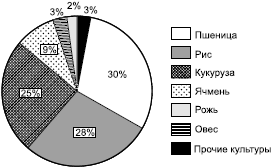 3%
2%
3%
9%
30%
25%
28%
Пшеница
Рис
Кукуруза
Ячмень
Рожь
Овес
Прочие культуры